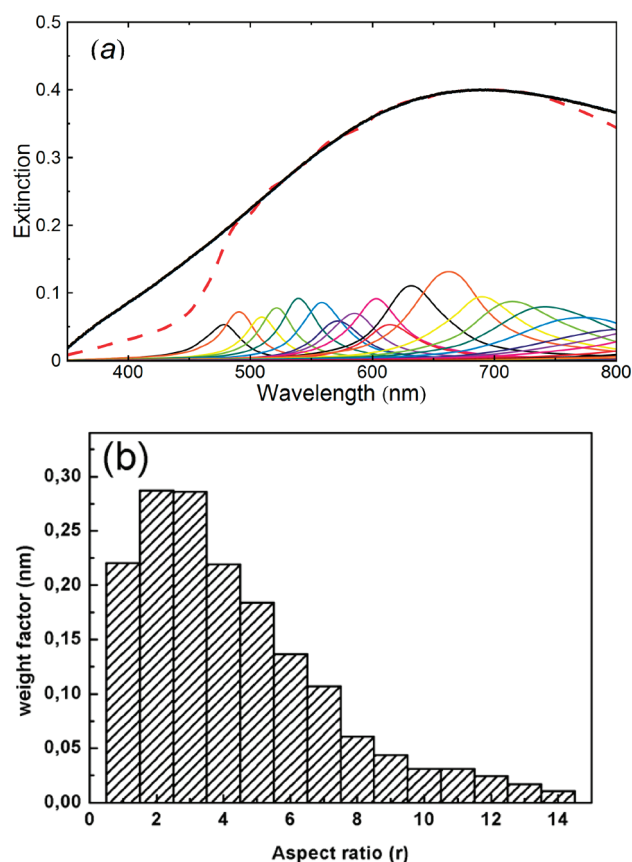 (a)
0.5
0.4
0.3
0.2
0.1
0
Extinction
400 500 600 700 800
Wavelength (nm)
(b)
0,30
0,25
0,20
0,15
0,10
0,05
0,00
weight factor (nm)
0 2 4 6 8 10 12 14
Aspect ratio (r)